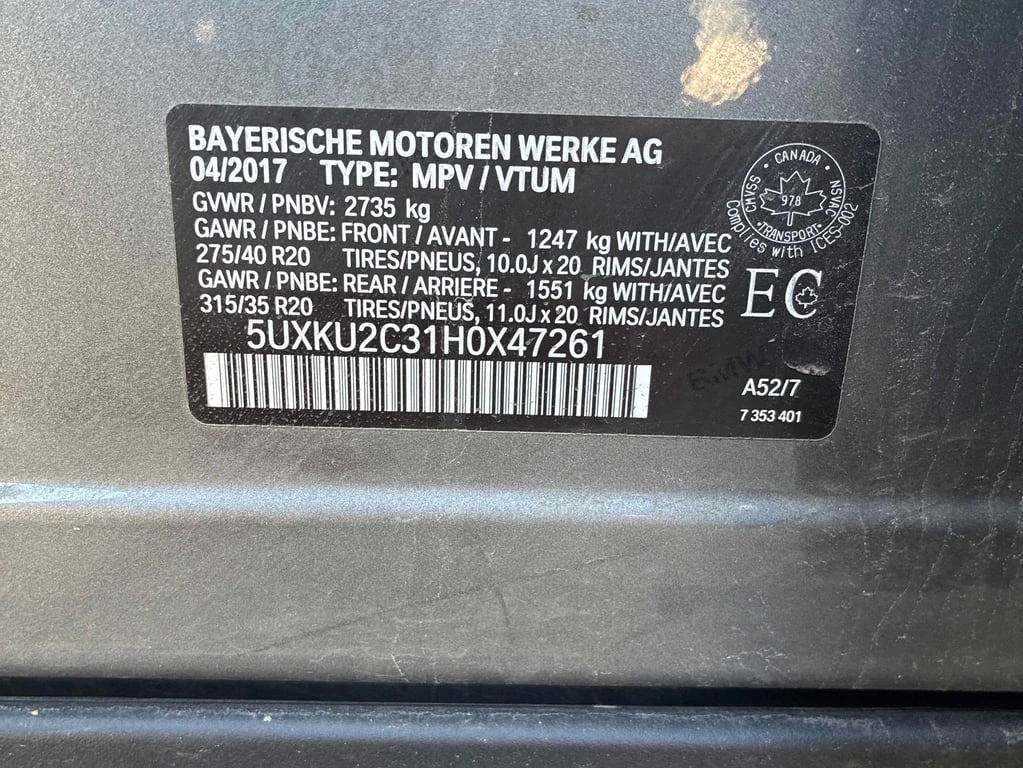 BAYERISCHE MOTOREN WERKE AG
04/2017 TYPE: MPV / VTUM
GVWR / PNBV: 2735 kg
GAWR / PNBE: FRONT / AVANT - 1247 kg WITH/AVEC
275/40 R20 TIRES/PNEUS, 10.0J x 20 RIMS/JANTES
GAWR / PNBE: REAR / ARRIERE - 1551 kg WITH/AVEC
315/35 R20 TIRES/PNEUS, 11.0J x 20 RIMS/JANTES
5UXKU2C31H0X47261
CMVSS • CANADA • NSVAC
978
• TRANSPORT •
Complies with ICES-002
EC
BMW
A52/7
7 353 401